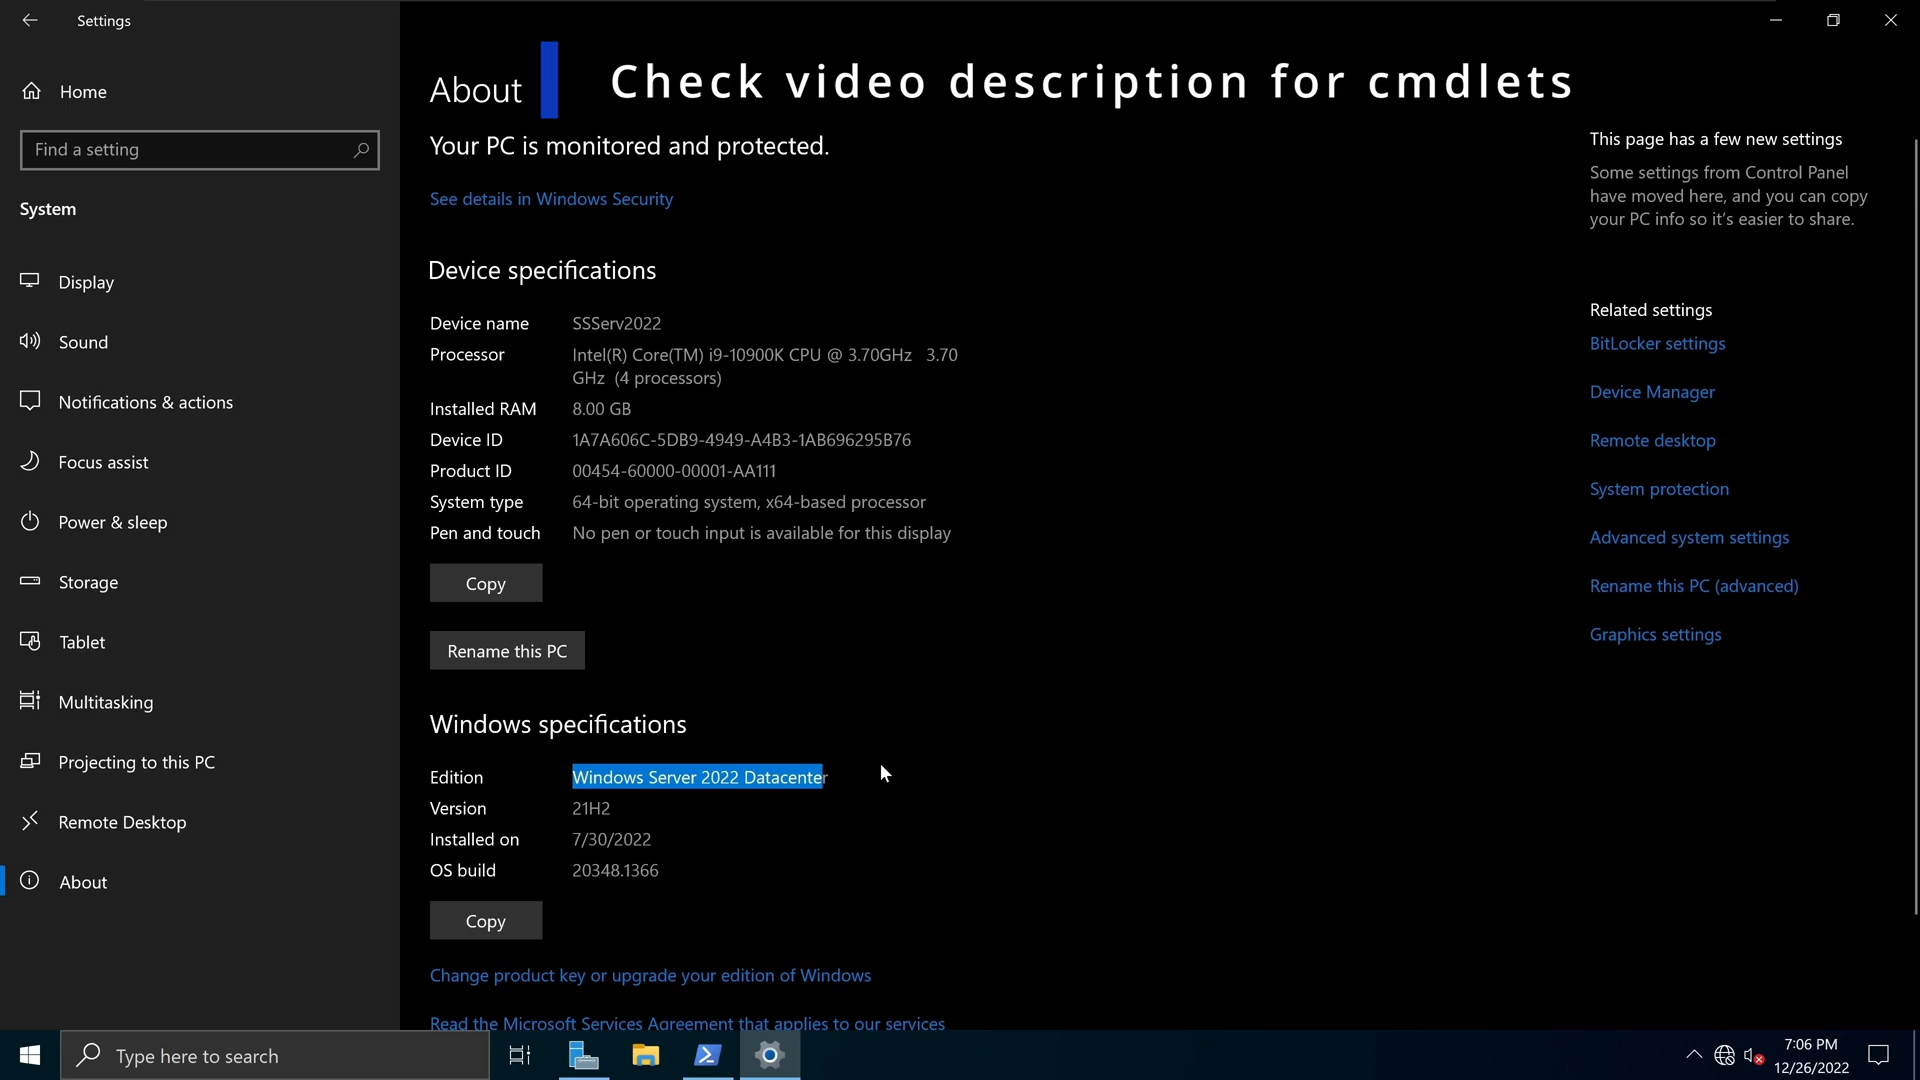 Settings
Home
Find a setting
System
Display
Sound
Notifications & actions
Focus assist
Power & sleep
Storage
Tablet
Multitasking
Projecting to this PC
Remote Desktop
About
About
Check video description for cmdlets
Your PC is monitored and protected.
See details in Windows Security
Device specifications
Device name SSServ2022
Processor Intel(R) Core(TM) i9-10900K CPU @ 3.70GHz 3.70
GHz (4 processors)
Installed RAM 8.00 GB
Device ID 1A7A606C-5DB9-4949-A4B3-1AB696295B76
Product ID 00454-60000-00001-AA111
System type 64-bit operating system, x64-based processor
Pen and touch No pen or touch input is available for this display
Copy
Rename this PC
Windows specifications
Edition Windows Server 2022 Datacenter
Version 21H2
Installed on 7/30/2022
OS build 20348.1366
Copy
Change product key or upgrade your edition of Windows
Read the Microsoft Services Agreement that applies to our services
This page has a few new settings
Some settings from Control Panel
have moved here, and you can copy
your PC info so it's easier to share.
Related settings
BitLocker settings
Device Manager
Remote desktop
System protection
Advanced system settings
Rename this PC (advanced)
Graphics settings
Type here to search
7:06 PM
12/26/2022